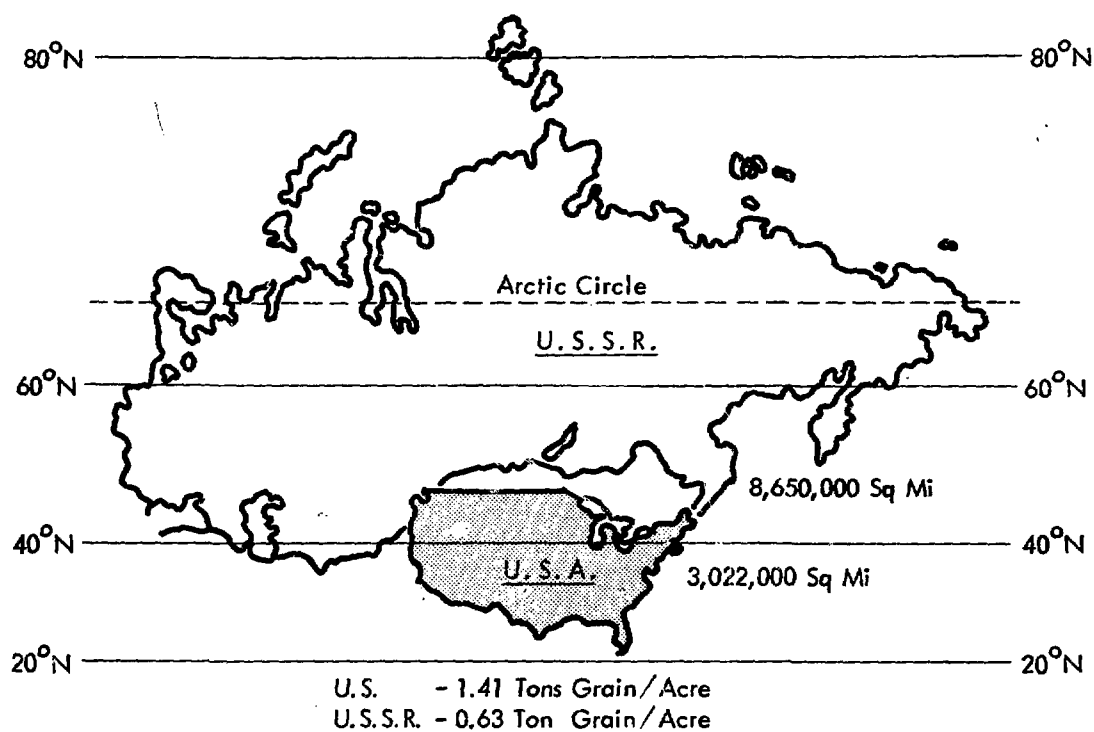 80°N 80°N
Arctic Circle
U.S.S.R.
60°N 60°N
8,650,000 Sq Mi
40°N 40°N
U.S.A.
3,022,000 Sq Mi
20°N 20°N
U.S. - 1.41 Tons Grain/Acre
U.S.S.R. - 0.63 Ton Grain/Acre